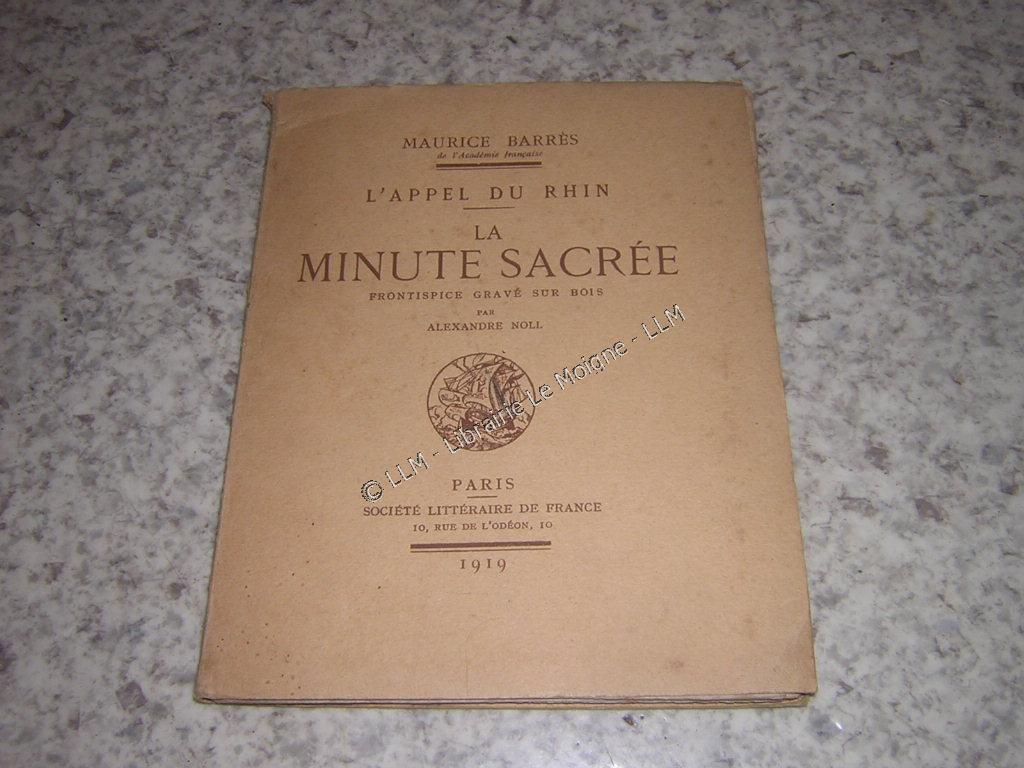 MAURICE BARRÈS
de l'Académie française
L'APPEL DU RHIN
LA
MINUTE SACRÉE
FRONTISPICE GRAVÉ SUR BOIS
PAR
ALEXANDRE NOLL
© LLM - Librairie Le Moigne - LLM
PARIS
SOCIÉTÉ LITTÉRAIRE DE FRANCE
10, RUE DE L'ODÉON, 10
1919